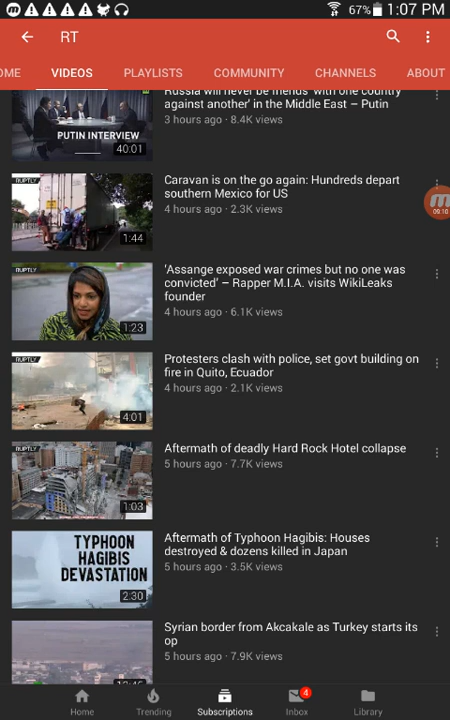 67% 1:07 PM
RT
OME VIDEOS PLAYLISTS COMMUNITY CHANNELS ABOUT
Russia will never be friends 'with one country
against another' in the Middle East – Putin
3 hours ago · 8.4K views
PUTIN INTERVIEW
40:01
RUPTLY
Caravan is on the go again: Hundreds depart
southern Mexico for US
4 hours ago · 2.3K views
1:44
09:10
RUPTLY
'Assange exposed war crimes but no one was
convicted' – Rapper M.I.A. visits WikiLeaks
founder
4 hours ago · 6.1K views
1:23
RUPTLY
Protesters clash with police, set govt building on
fire in Quito, Ecuador
4 hours ago · 2.1K views
4:01
RUPTLY
Aftermath of deadly Hard Rock Hotel collapse
5 hours ago · 7.7K views
1:03
TYPHOON
HAGIBIS
DEVASTATION
2:30
Aftermath of Typhoon Hagibis: Houses
destroyed & dozens killed in Japan
5 hours ago · 3.5K views
Syrian border from Akcakale as Turkey starts its
op
5 hours ago · 7.9K views
Home Trending Subscriptions Inbox 4 Library